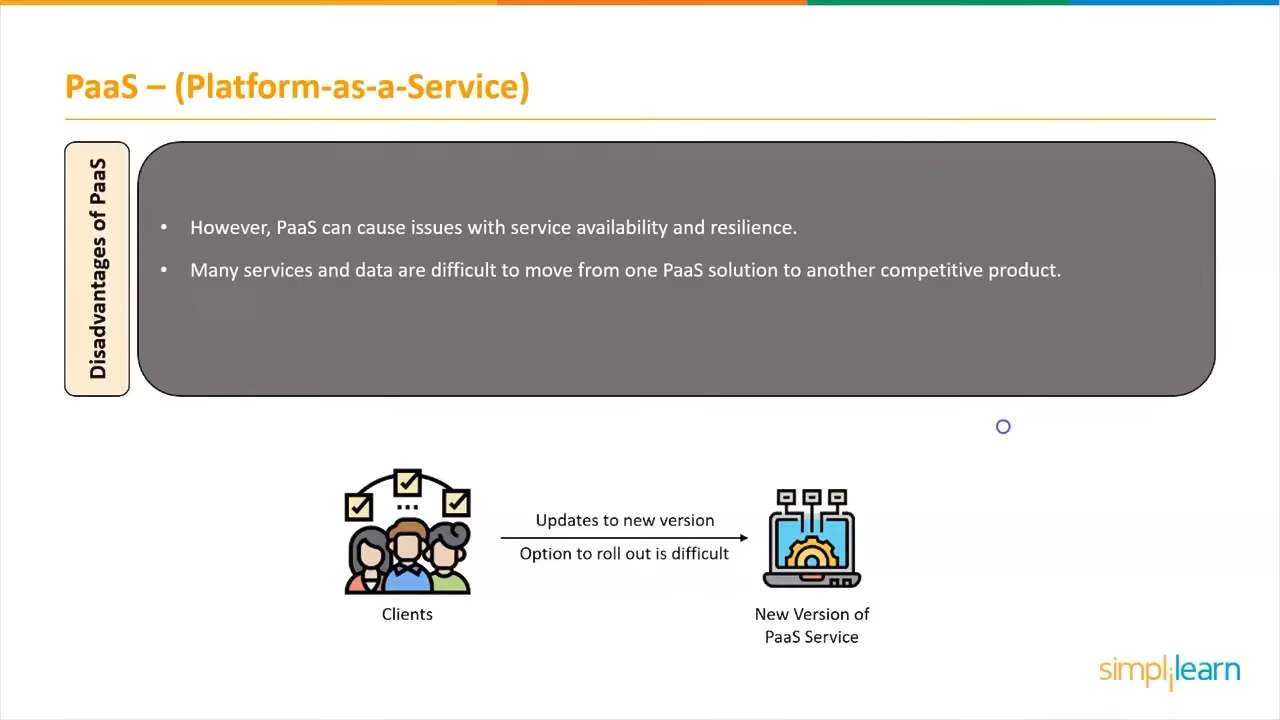 PaaS – (Platform-as-a-Service)
Disadvantages of PaaS
• However, PaaS can cause issues with service availability and resilience.
• Many services and data are difficult to move from one PaaS solution to another competitive product.
Updates to new version
Option to roll out is difficult
Clients
New Version of
PaaS Service
simplilearn